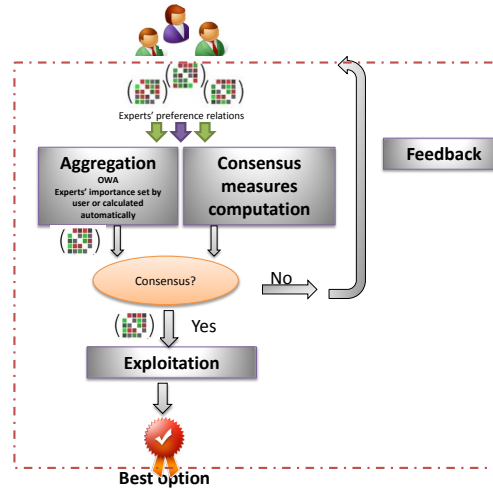 Experts' preference relations
Aggregation
OWA
Experts' importance set by
user or calculated
automatically
Consensus
measures
computation
Feedback
Consensus?
No
Yes
Exploitation
Best option